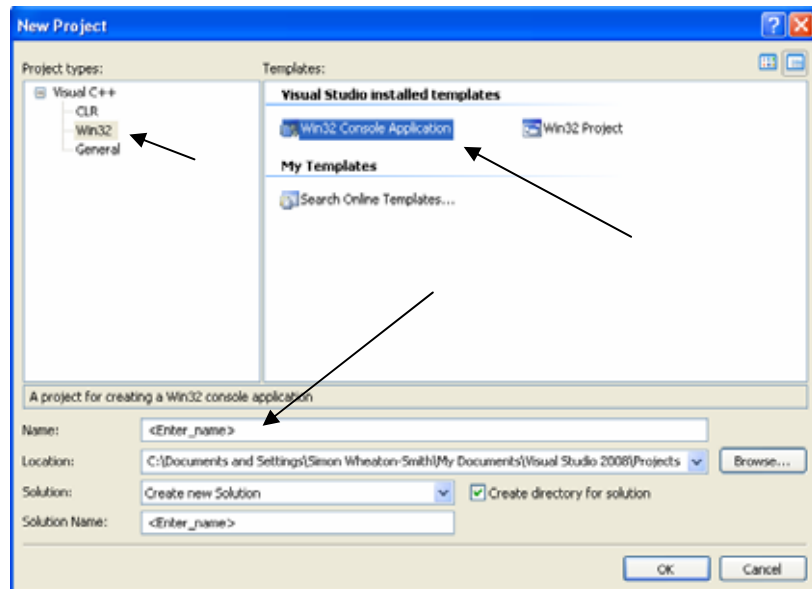 New Project
Project types:
Templates:
Visual C++
CLR
Win32
General
Visual Studio installed templates
Win32 Console Application
Win32 Project
My Templates
Search Online Templates...
A project for creating a Win32 console application
Name:
<Enter_name>
Location:
C:\Documents and Settings\Simon Wheaton-Smith\My Documents\Visual Studio 2008\Projects
Browse...
Solution:
Create new Solution
Create directory for solution
Solution Name:
<Enter_name>
OK
Cancel